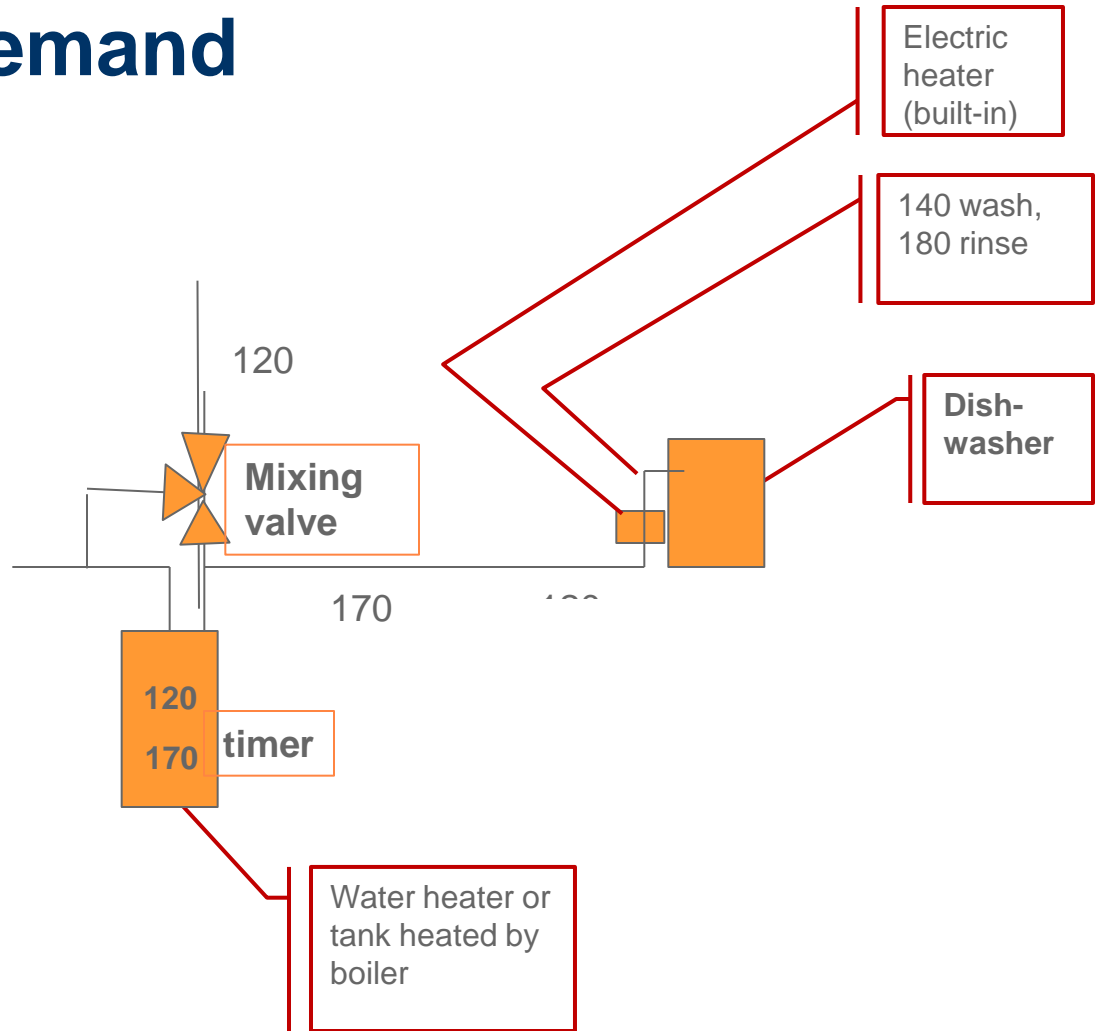 emand
Electric
heater
(built-in)
140 wash,
180 rinse
120
Dish-
washer
Mixing
valve
170
120
170
timer
Water heater or
tank heated by
boiler